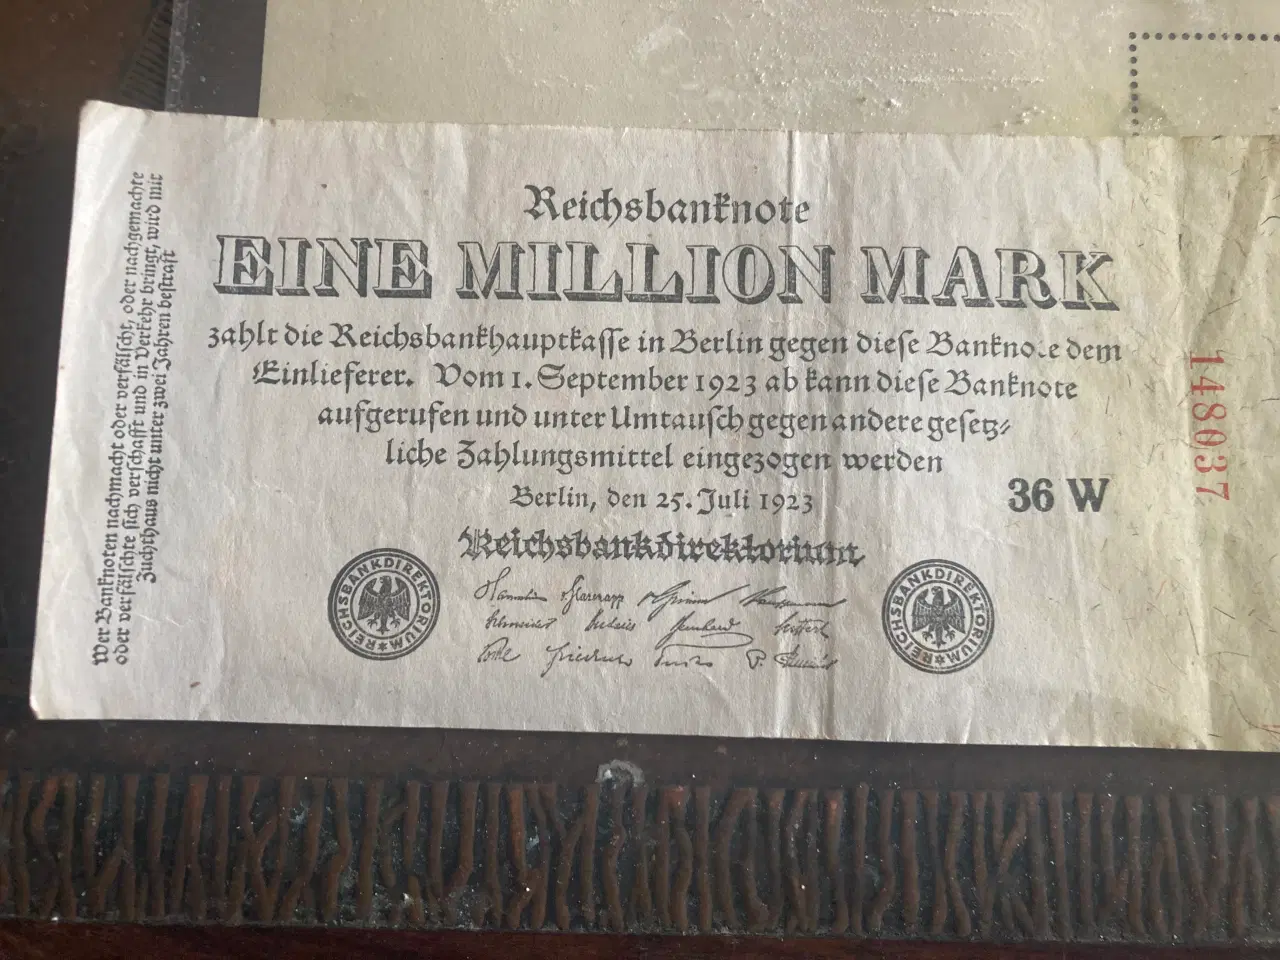 Reichsbanknote
EINE MILLION MARK
zahlt die Reichsbankhauptkasse in Berlin gegen diese Banknote dem
Einlieferer. Vom 1. September 1923 ab kann diese Banknote
aufgerufen und unter Umtausch gegen andere gesetz-
liche Zahlungsmittel eingezogen werden
Berlin, den 25. Juli 1923
36 W
Reichsbankdirektorium
REICHSBANKDIREKTORIUM
REICHSBANKDIREKTORIUM
148037
Wer Banknoten nachmacht oder verfälscht, oder nachgemachte
oder verfälschte sich verschafft und in Verkehr bringt, wird mit
Zuchthaus nicht unter zwei Jahren bestraft